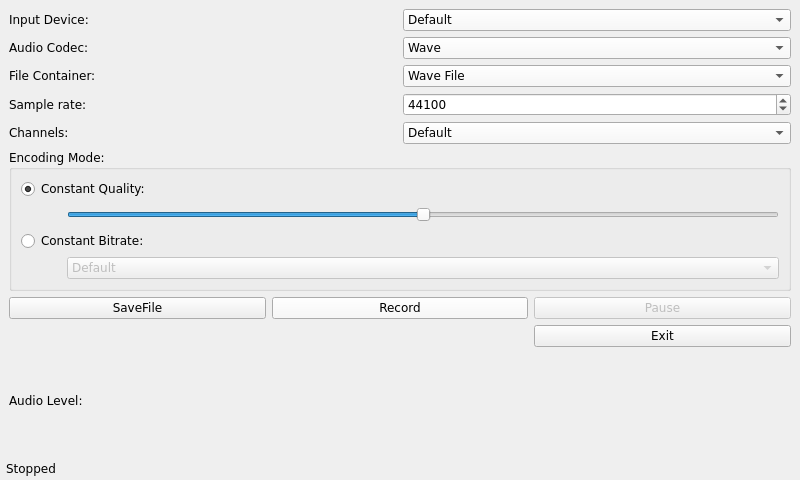 Input Device: Default
Audio Codec: Wave
File Container: Wave File
Sample rate: 44100
Channels: Default
Encoding Mode:
Constant Quality:
Constant Bitrate:
Default
SaveFile Record Pause
Exit
Audio Level:
Stopped